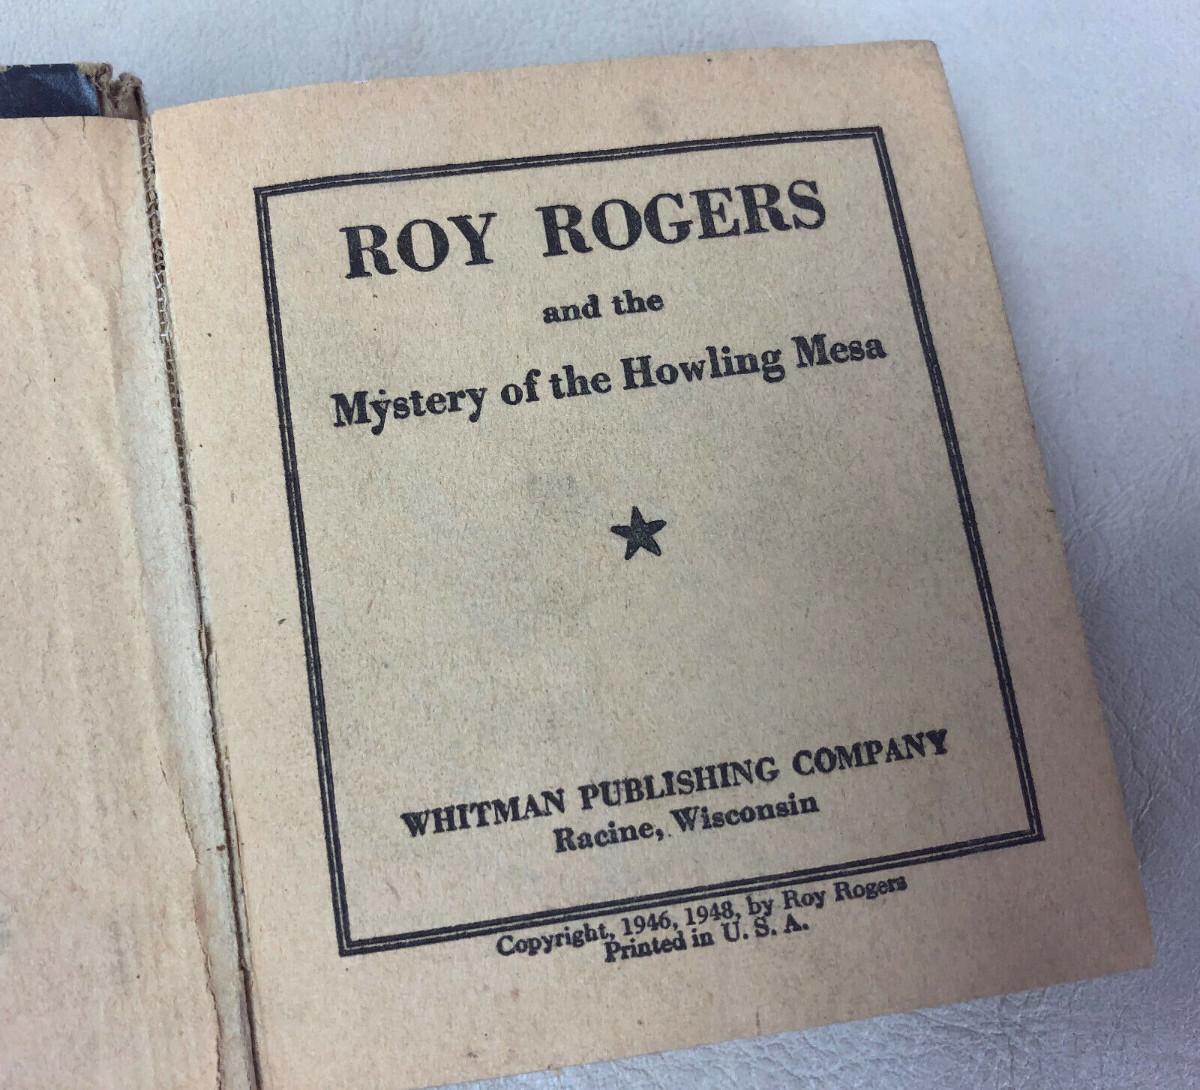 ROY ROGERS
and the
Mystery of the Howling Mesa
WHITMAN PUBLISHING COMPANY
Racine, Wisconsin
Copyright, 1946, 1948, by Roy Rogers
Printed in U. S. A.